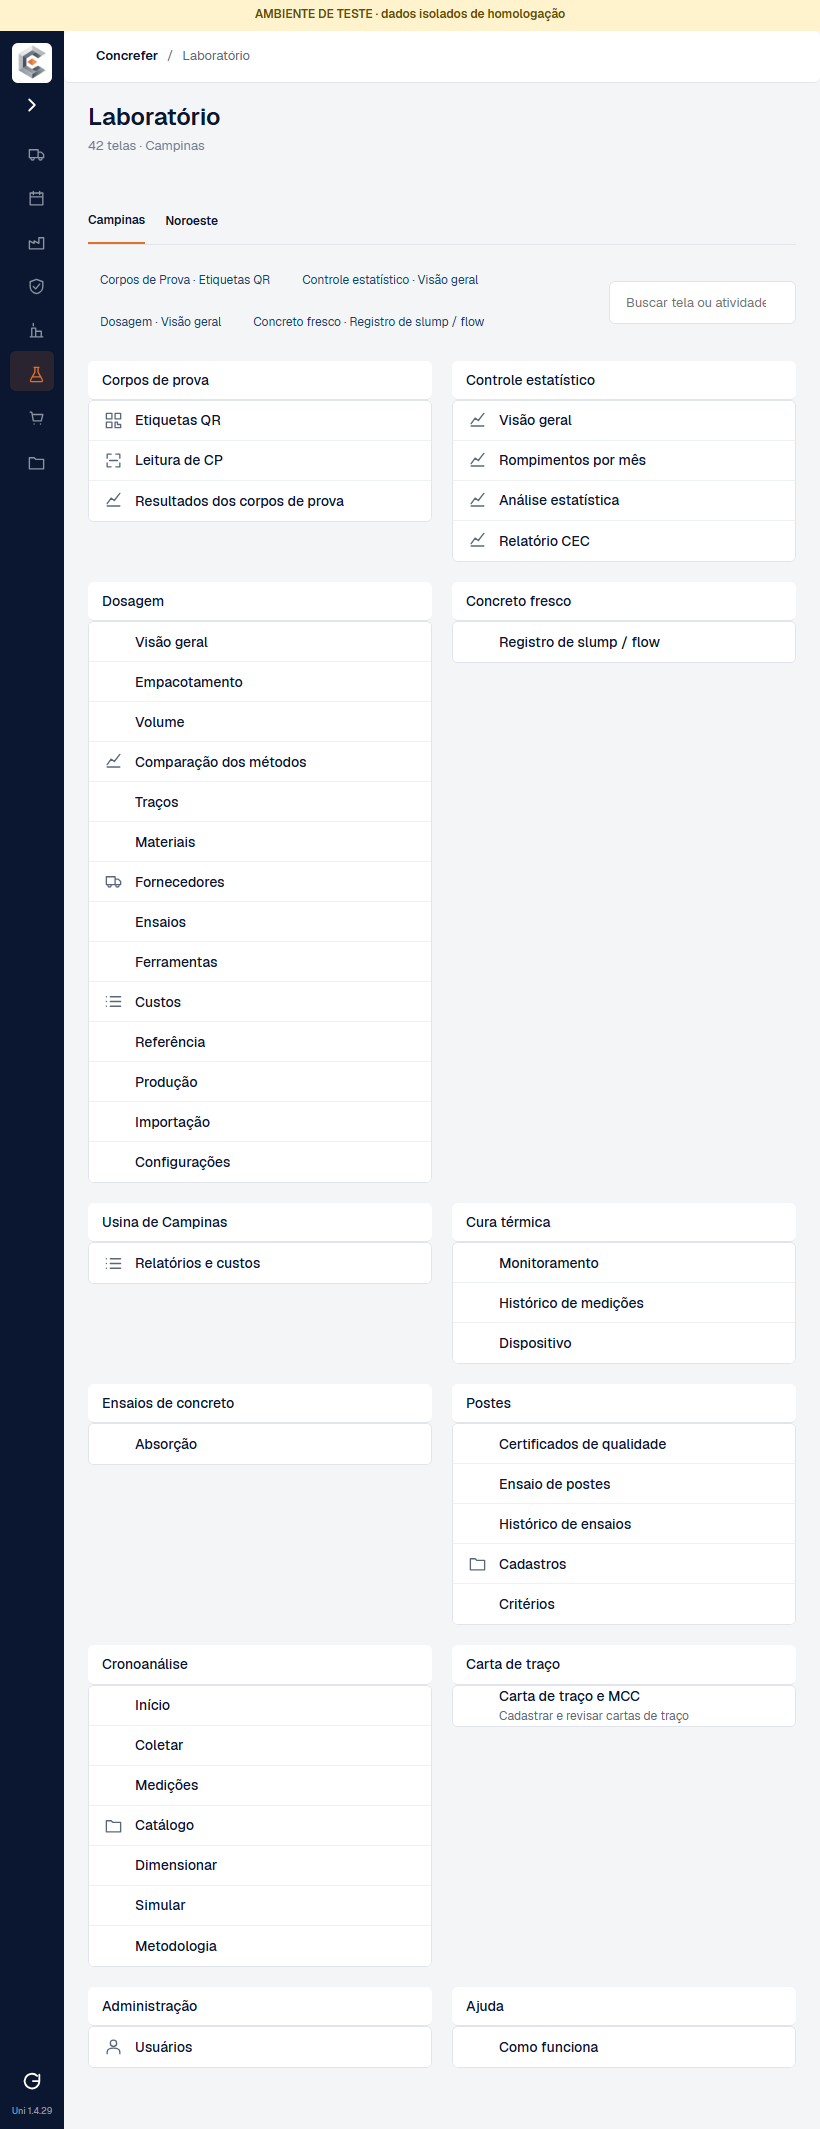 AMBIENTE DE TESTE · dados isolados de homologação
Concrefer / Laboratório
Laboratório
42 telas · Campinas
Campinas
Noroeste
Corpos de Prova · Etiquetas QR
Controle estatístico · Visão geral
Dosagem · Visão geral
Concreto fresco · Registro de slump / flow
Buscar tela ou atividade
Corpos de prova
Etiquetas QR
Leitura de CP
Resultados dos corpos de prova
Controle estatístico
Visão geral
Rompimentos por mês
Análise estatística
Relatório CEC
Dosagem
Visão geral
Empacotamento
Volume
Comparação dos métodos
Traços
Materiais
Fornecedores
Ensaios
Ferramentas
Custos
Referência
Produção
Importação
Configurações
Concreto fresco
Registro de slump / flow
Usina de Campinas
Relatórios e custos
Cura térmica
Monitoramento
Histórico de medições
Dispositivo
Ensaios de concreto
Absorção
Postes
Certificados de qualidade
Ensaio de postes
Histórico de ensaios
Cadastros
Critérios
Cronoanálise
Início
Coletar
Medições
Catálogo
Dimensionar
Simular
Metodologia
Carta de traço
Carta de traço e MCC
Cadastrar e revisar cartas de traço
Administração
Usuários
Ajuda
Como funciona
Uni 1.4.29